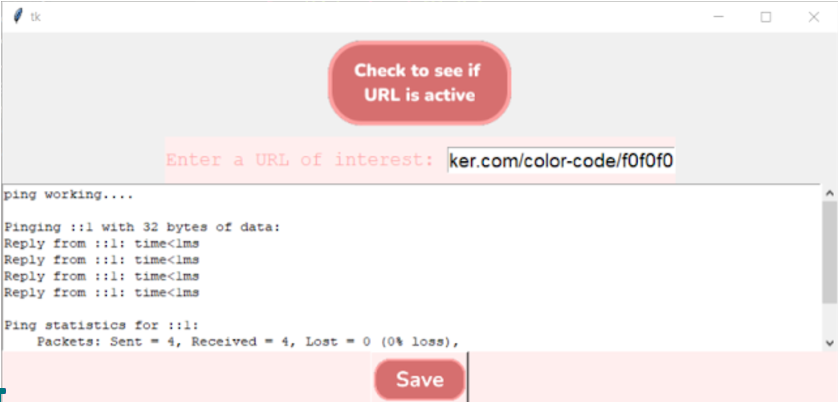 tk
Check to see if
URL is active
Enter a URL of interest: ker.com/color-code/f0f0f0
ping working....
Pinging ::1 with 32 bytes of data:
Reply from ::1: time<1ms
Reply from ::1: time<1ms
Reply from ::1: time<1ms
Reply from ::1: time<1ms
Ping statistics for ::1:
    Packets: Sent = 4, Received = 4, Lost = 0 (0% loss),
Save